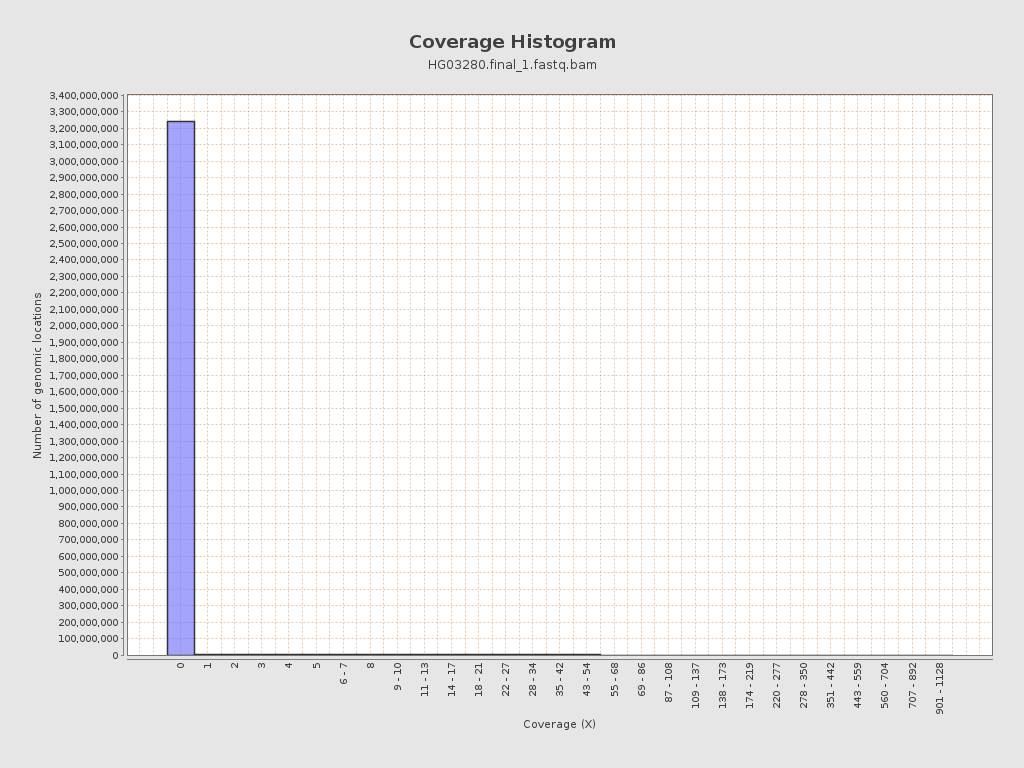 Coverage Histogram
HG03280.final_1.fastq.bam
Number of genomic locations
3,400,000,000
3,300,000,000
3,200,000,000
3,100,000,000
3,000,000,000
2,900,000,000
2,800,000,000
2,700,000,000
2,600,000,000
2,500,000,000
2,400,000,000
2,300,000,000
2,200,000,000
2,100,000,000
2,000,000,000
1,900,000,000
1,800,000,000
1,700,000,000
1,600,000,000
1,500,000,000
1,400,000,000
1,300,000,000
1,200,000,000
1,100,000,000
1,000,000,000
900,000,000
800,000,000
700,000,000
600,000,000
500,000,000
400,000,000
300,000,000
200,000,000
100,000,000
0
0
1
2
3
4
5
6 - 7
8
9 - 10
11 - 13
14 - 17
18 - 21
22 - 27
28 - 34
35 - 42
43 - 54
55 - 68
69 - 86
87 - 108
109 - 137
138 - 173
174 - 219
220 - 277
278 - 350
351 - 442
443 - 559
560 - 704
707 - 892
901 - 1128
Coverage (X)